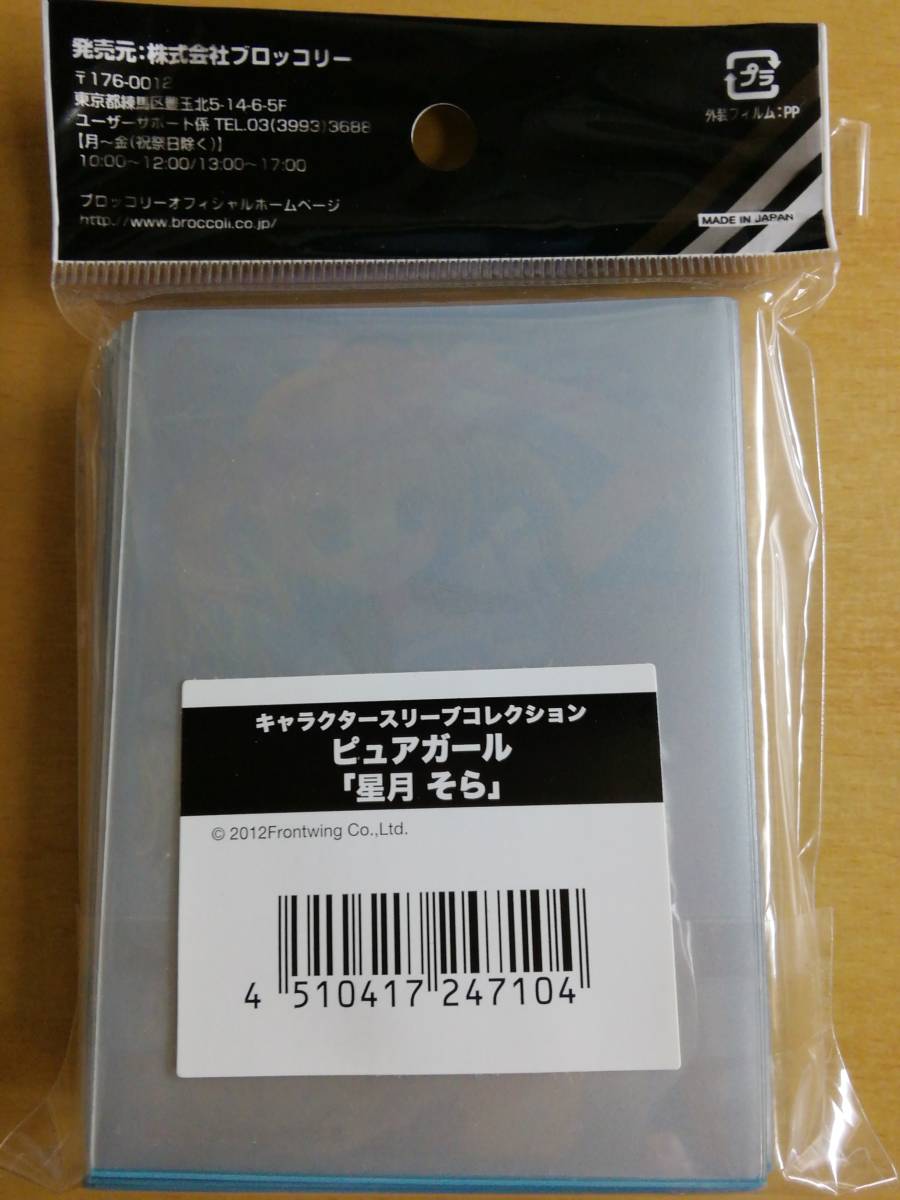 発売元:株式会社ブロッコリー
〒176-0012
東京都練馬区豊玉北5-14-6-5F
ユーザーサポート係 TEL.03(3993)3688
【月～金(祝祭日除く)】
10:00～12:00/13:00～17:00
ブロッコリーオフィシャルホームページ
http://www.broccoli.co.jp/
プラ
外装フィルム:PP
MADE IN JAPAN
キャラクタースリーブコレクション
ピュアガール
「星月 そら」
© 2012Frontwing Co.,Ltd.
4 510417 247104